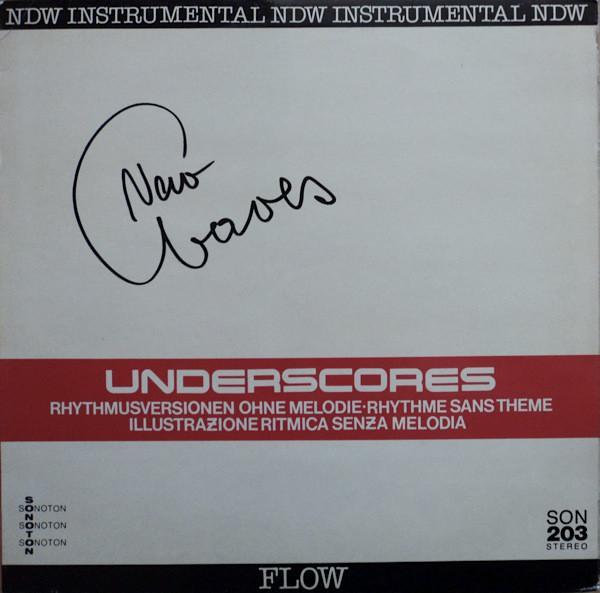 NDW INSTRUMENTAL NDW INSTRUMENTAL NDW
New
Waves
UNDERSCORES
RHYTHMUSVERSIONEN OHNE MELODIE·RHYTHME SANS THEME
ILLUSTRAZIONE RITMICA SENZA MELODIA
SONOTON
SONOTON
SONOTON
SONOTON
SON
203
STEREO
FLOW